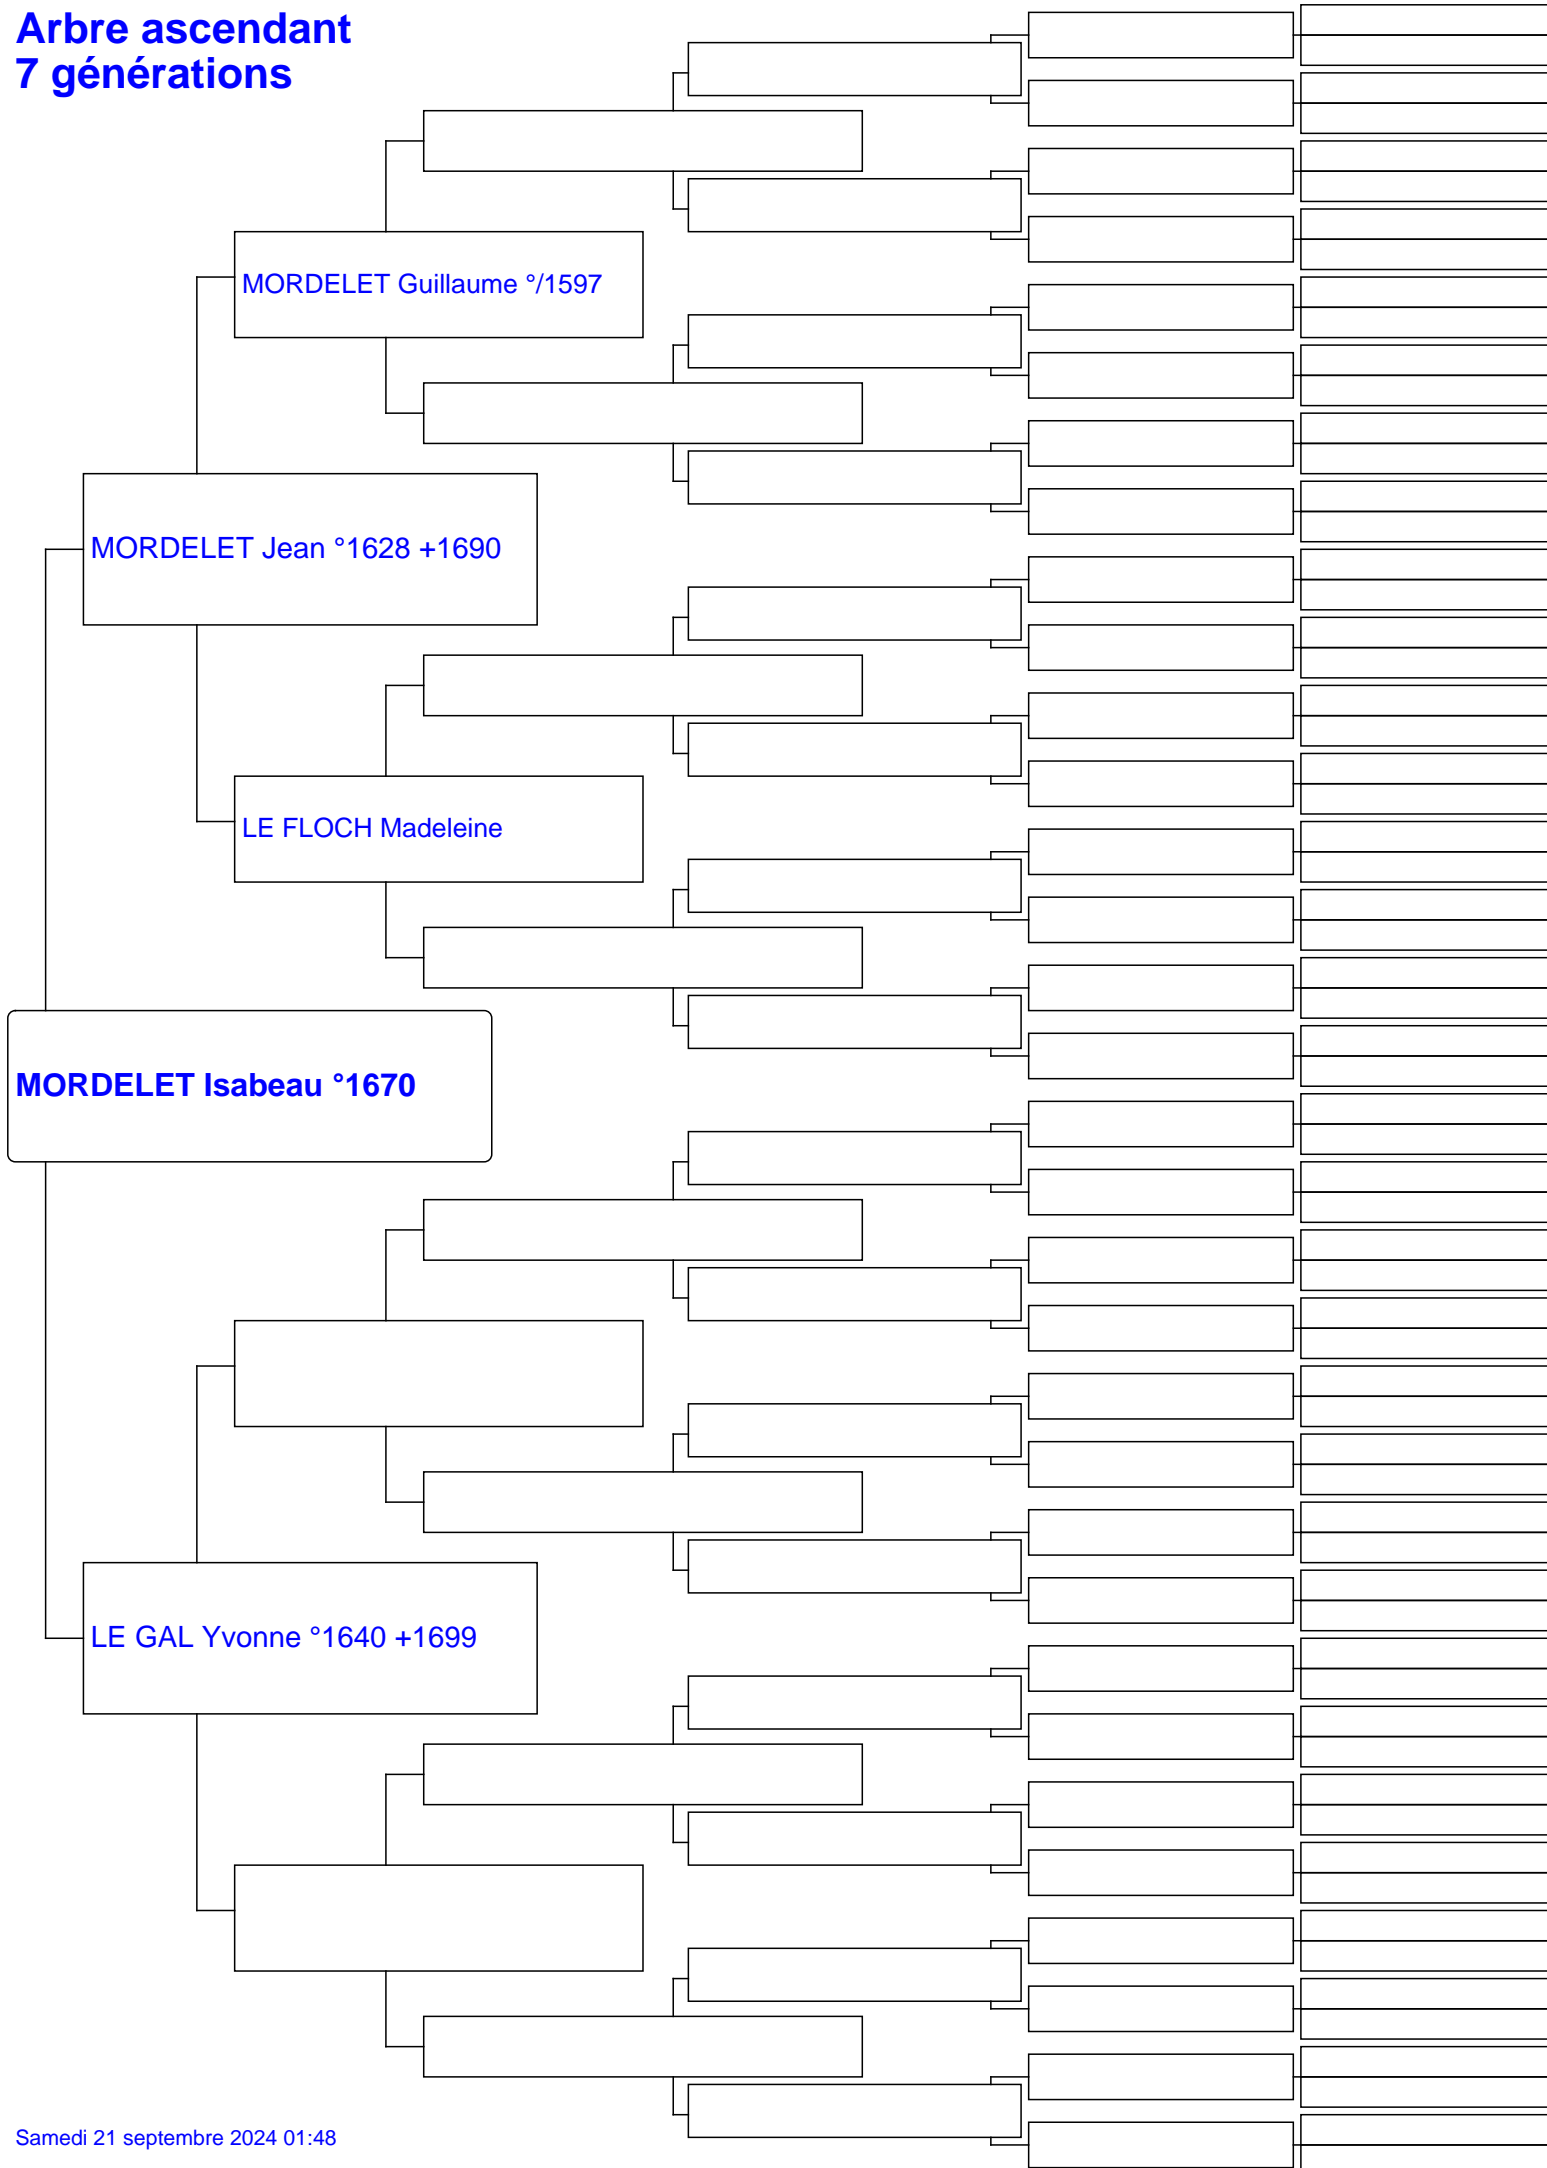 Arbre ascendant
7 générations
MORDELET Guillaume °/1597
MORDELET Jean °1628 +1690
LE FLOCH Madeleine
MORDELET Isabeau °1670
LE GAL Yvonne °1640 +1699
Samedi 21 septembre 2024 01:48